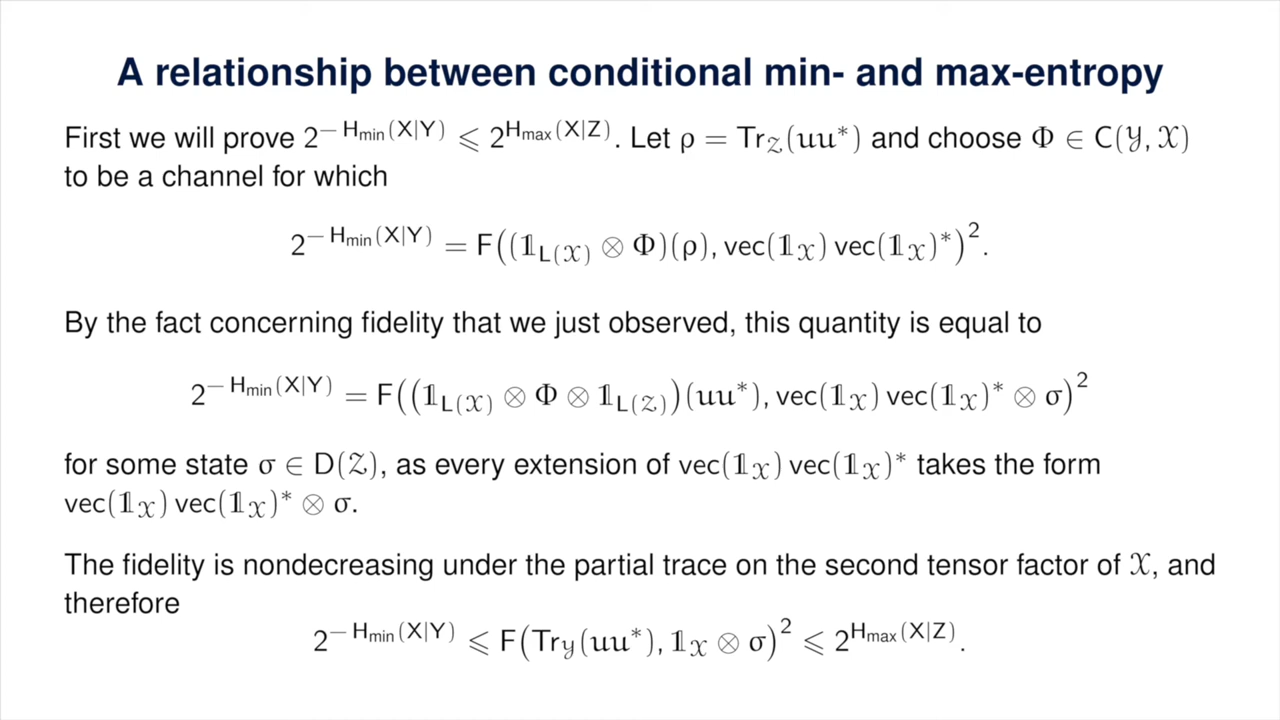 A relationship between conditional min- and max-entropy
First we will prove 2^{− H_min(X|Y)} ⩽ 2^{H_max(X|Z)}. Let ρ = Tr_𝒵(uu*) and choose Φ ∈ C(𝒴, 𝒳)
to be a channel for which
2^{− H_min(X|Y)} = F((𝟙_{L(𝒳)} ⊗ Φ)(ρ), vec(𝟙_𝒳) vec(𝟙_𝒳)*)².
By the fact concerning fidelity that we just observed, this quantity is equal to
2^{− H_min(X|Y)} = F((𝟙_{L(𝒳)} ⊗ Φ ⊗ 𝟙_{L(𝒵)})(uu*), vec(𝟙_𝒳) vec(𝟙_𝒳)* ⊗ σ)²
for some state σ ∈ D(𝒵), as every extension of vec(𝟙_𝒳) vec(𝟙_𝒳)* takes the form
vec(𝟙_𝒳) vec(𝟙_𝒳)* ⊗ σ.
The fidelity is nondecreasing under the partial trace on the second tensor factor of 𝒳, and
therefore
2^{− H_min(X|Y)} ⩽ F(Tr_𝒴(uu*), 𝟙_𝒳 ⊗ σ)² ⩽ 2^{H_max(X|Z)}.